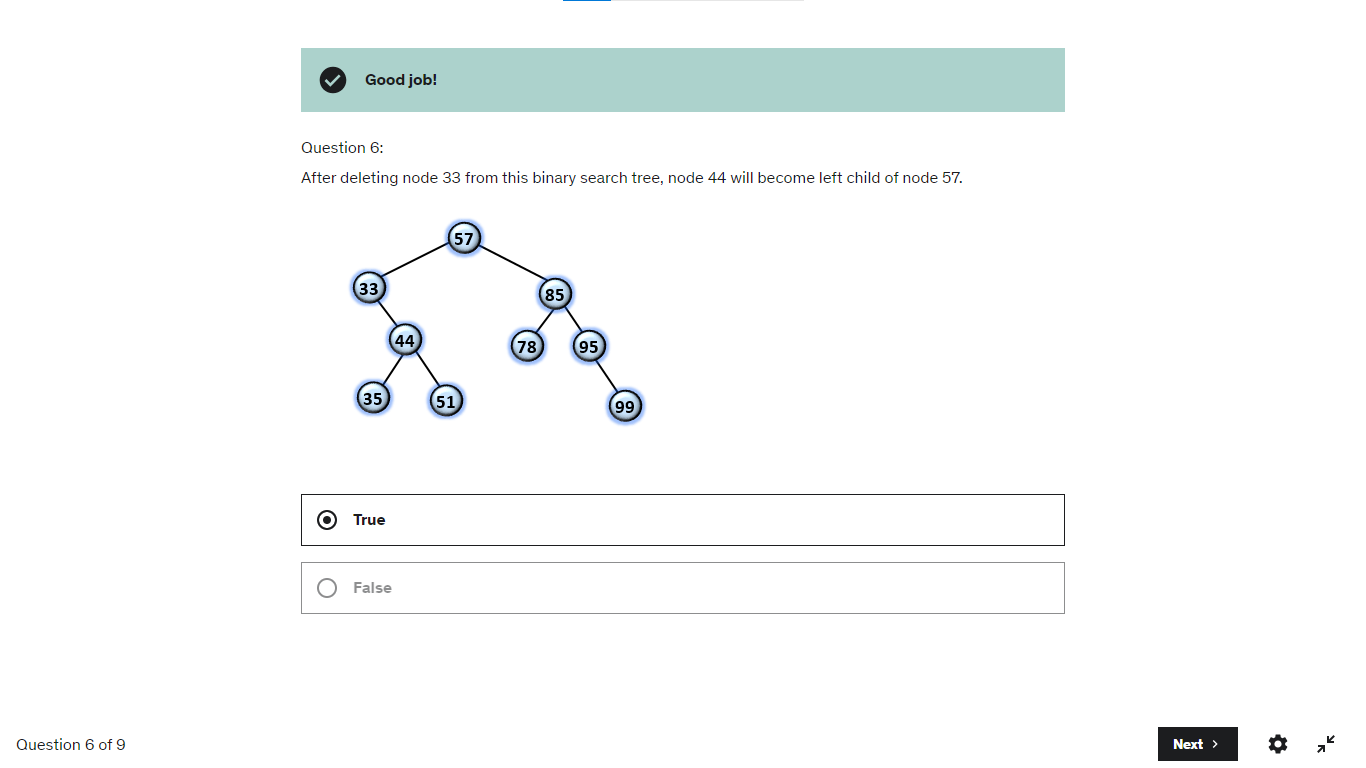 Good job!
Question 6:
After deleting node 33 from this binary search tree, node 44 will become left child of node 57.
57
33
85
44
78
95
35
51
99
True
False
Question 6 of 9
Next